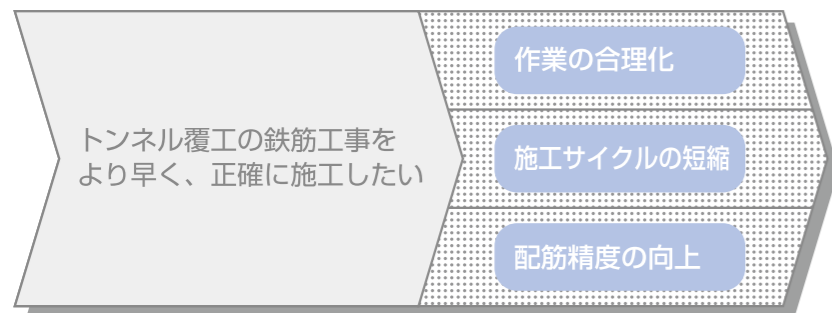 トンネル覆工の鉄筋工事を
より早く、正確に施工したい
作業の合理化
施工サイクルの短縮
配筋精度の向上